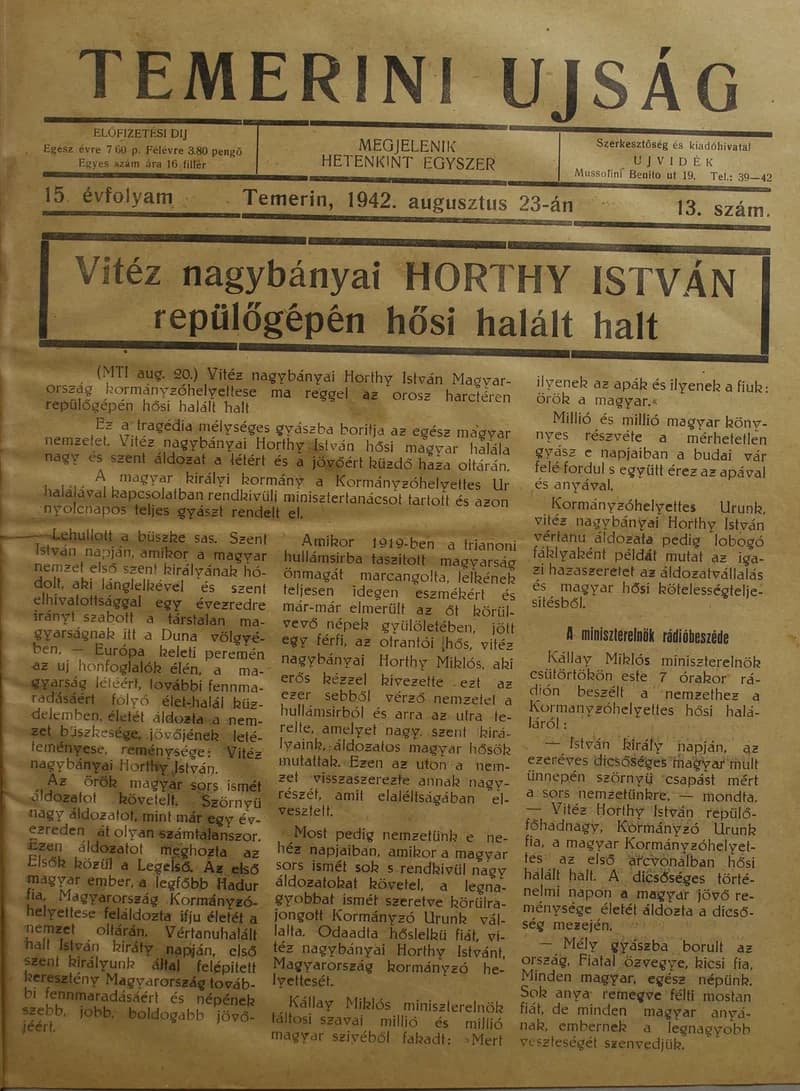 TEMERINI UJSÁG
ELŐFIZETÉSI DIJ
Egész évre 7 60 p. Félévre 3.80 pengő
Egyes szám ára 16 fillér
MEGJELENIK
HETENKINT EGYSZER
Szerkesztőség és kiadóhivatal
UJVIDÉK
Mussolini Benito ut 19. Tel.: 39—42
15. évfolyam
Temerin, 1942. augusztus 23-án
13. szám.
Vitéz nagybányai HORTHY ISTVÁN
repülőgépén hősi halált halt
(MTI aug. 20.) Vitéz nagybányai Horthy István Magyar-
ország kormányzóhelyettese ma reggel az orosz harctéren
repülőgépén hősi halált halt
Ez a tragédia mélységes gyászba boritja az egész magyar
nemzetet. Vitéz nagybányai Horthy István hősi magyar halála
nagy és szent áldozat a létért és a jövőért küzdő haza oltárán.
A magyar királyi kormány a Kormányzóhelyettes Ur
halálával kapcsolatban rendkivüli minisztertanácsot tartott és azon
nyolcnapos teljes gyászt rendelt el.
Lehullott a büszke sas. Szent
István napján, amikor a magyar
nemzet első szent királyának hó-
dolt, aki lánglelkével és szent
elhivatottsággal egy évezredre
irányt szabott a társtalan ma-
gyarságnak itt a Duna völgyé-
ben, — Európa keleti peremén
az uj honfoglalók élén, a ma-
gyarság létéért, további fennma-
radásáért folyó élet-halál küz-
delemben, életét áldozta a nem-
zet büszkesége, jövőjének leté-
teményese, reménysége: Vitéz
nagybányai Horthy István.
Az örök magyar sors ismét
áldozatot követelt. Szörnyü
nagy áldozatot, mint már egy év-
ezreden át olyan számtalanszor.
Ezen áldozatot meghozta az
Elsők közül a Legelső. Az első
magyar ember, a legfőbb Hadur
fia, Magyarország Kormányzó-
helyettese feláldozta ifju életét a
nemzet oltárán. Vértanuhalált
halt István király napján, első
szent királyunk által felépitett
keresztény Magyarország továb-
bi fennmaradásáért és népének
szebb, jobb, boldogabb jövő-
jéért.
Amikor 1919-ben a trianoni
hullámsirba taszitott magyarság
önmagát marcangolta, lelkének
teljesen idegen eszmékért és
már-már elmerült az őt körül-
vevő népek gyülöletében, jött
egy férfi, az otrantói hős, vitéz
nagybányai Horthy Miklós, aki
erős kézzel kivezette ezt az
ezer sebből vérző nemzetet a
hullámsirból és arra az utra te-
relte, amelyet nagy, szent kirá-
lyaink, áldozatos magyar hősök
mutattak. Ezen az uton a nem-
zet visszaszerezte annak nagy-
részét, amit elaléltságában el-
vesztett.
Most pedig nemzetünk e ne-
héz napjaiban, amikor a magyar
sors ismét sok s rendkivül nagy
áldozatokat követel, a legna-
gyobbat ismét szeretve körülra-
jongott Kormányzó Urunk vál-
lalta. Odaadta hőslelkü fiát, vi-
téz nagybányai Horthy Istvánt,
Magyarország kormányzó he-
lyettesét.
Kállay Miklós miniszterelnök
táltosi szavai millió és millió
magyar szivéből fakadt: »Mert
ilyenek az apák és ilyenek a fiuk:
örök a magyar.«
Millió és millió magyar köny-
nyes részvéte a mérhetetlen
gyász e napjaiban a budai vár
felé fordul s együtt érez az apával
és anyával.
Kormányzóhelyettes Urunk,
vitéz nagybányai Horthy István
vértanu áldozata pedig lobogó
fáklyaként példát mutat az iga-
zi hazaszeretet az áldozatvállalás
és magyar hősi kötelességtelje-
sitésből.
A miniszterelnök rádióbeszéde
Kállay Miklós miniszterelnök
csütörtökön este 7 órakor rá-
dión beszélt a nemzethez a
Kormányzóhelyettes hősi halá-
láról:
— István király napján, az
ezeréves dicsőséges magyar mult
ünnepén szörnyü csapást mért
a sors nemzetünkre, — mondta.
— Vitéz Horthy István repülő-
főhadnagy, Kormányzó Urunk
fia, a magyar Kormányzóhelyet-
tes az első arcvonalban hősi
halált halt. A dicsőséges törté-
nelmi napon a magyar jövő re-
ménysége életét áldozta a dicső-
ség mezején.
— Mély gyászba borult az
ország. Fiatal özvegye, kicsi fia.
Minden magyar, egész népünk.
Sok anya remegve félti mostan
fiát, de minden magyar anyá-
nak, embernek a legnagyobb
veszteségét szenvedjük.